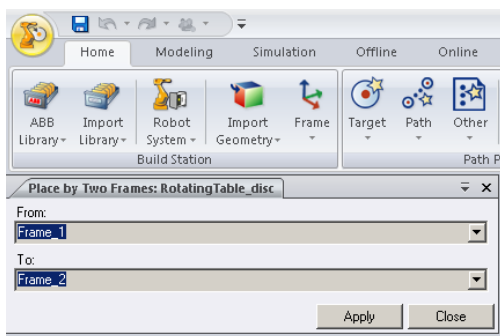 Home Modeling Simulation Offline Online
ABB Library Import Library Robot System Import Geometry Frame Target Path Other
Build Station Path P
Place by Two Frames: RotatingTable_disc
From:
Frame_1
To:
Frame_2
Apply Close